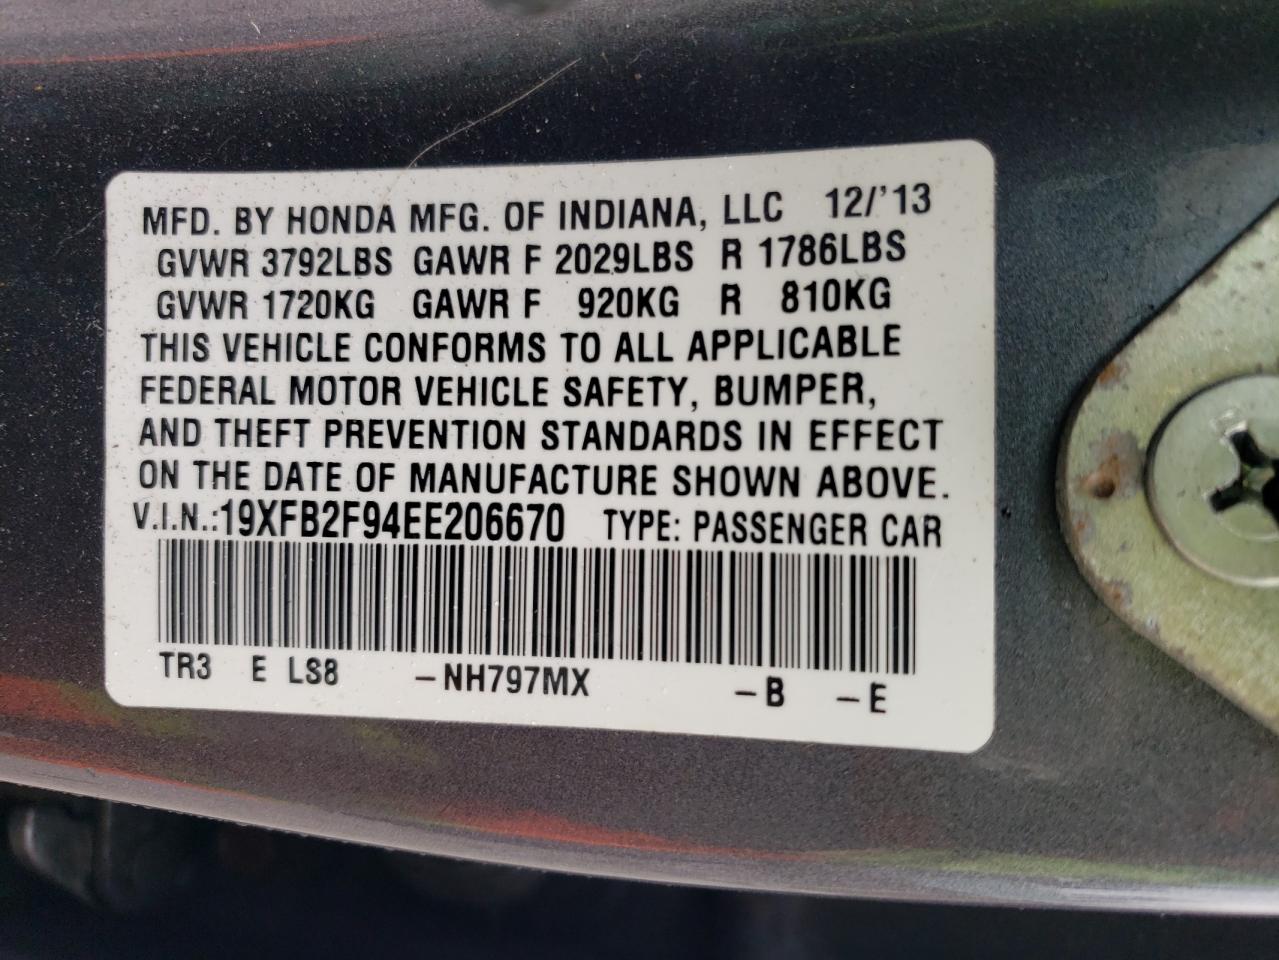 MFD. BY HONDA MFG. OF INDIANA, LLC 12/'13
GVWR 3792LBS GAWR F 2029LBS R 1786LBS
GVWR 1720KG GAWR F 920KG R 810KG
THIS VEHICLE CONFORMS TO ALL APPLICABLE
FEDERAL MOTOR VEHICLE SAFETY, BUMPER,
AND THEFT PREVENTION STANDARDS IN EFFECT
ON THE DATE OF MANUFACTURE SHOWN ABOVE.
V.I.N.:19XFB2F94EE206670 TYPE: PASSENGER CAR
TR3 E LS8 -NH797MX -B -E